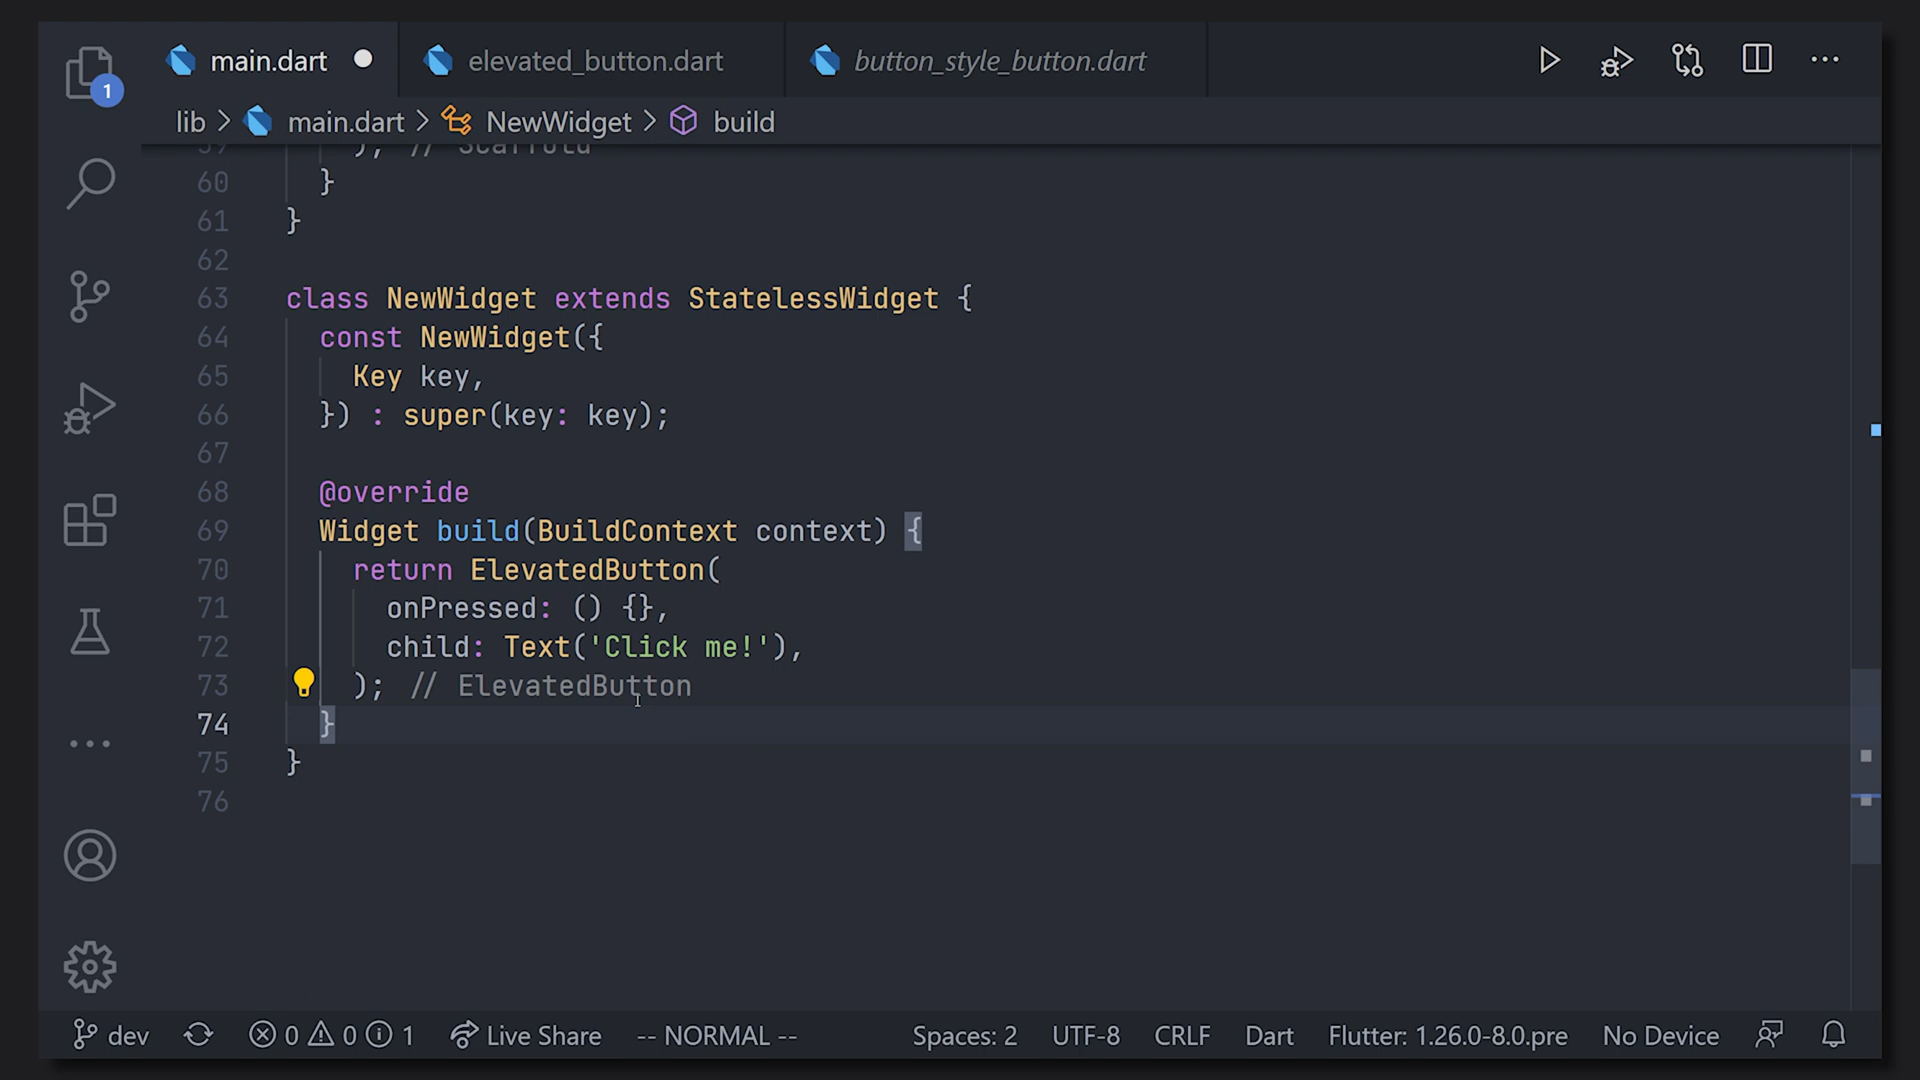 main.dart
elevated_button.dart
button_style_button.dart
1
lib > main.dart > NewWidget > build
59 ); // Scaffold
60 }
61 }
62
63 class NewWidget extends StatelessWidget {
64 const NewWidget({
65 Key key,
66 }) : super(key: key);
67
68 @override
69 Widget build(BuildContext context) {
70 return ElevatedButton(
71 onPressed: () {},
72 child: Text('Click me!'),
73 ); // ElevatedButton
74 }
75 }
76
dev 0 0 1 Live Share -- NORMAL -- Spaces: 2 UTF-8 CRLF Dart Flutter: 1.26.0-8.0.pre No Device